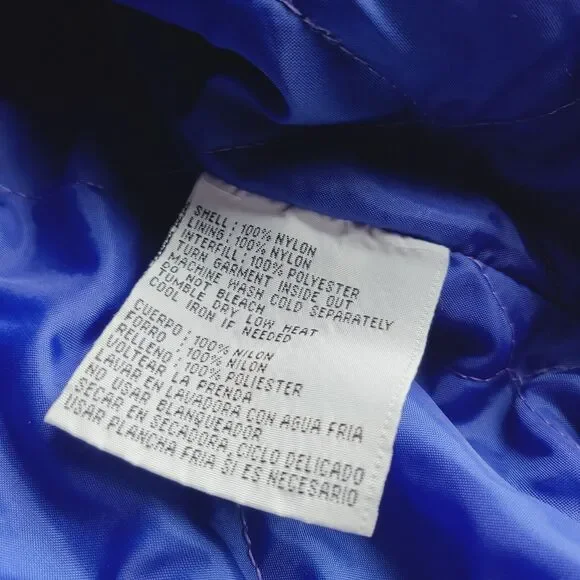 SHELL: 100% NYLON
LINING: 100% NYLON
INTERFILL: 100% POLYESTER
TURN GARMENT INSIDE OUT
MACHINE WASH COLD SEPARATELY
DO NOT BLEACH
TUMBLE DRY LOW HEAT
COOL IRON IF NEEDED
CUERPO: 100% NILON
FORRO: 100% NILON
RELLENO: 100% POLIESTER
VOLTEAR LA PRENDA
LAVAR EN LAVADORA CON AGUA FRIA
NO USAR BLANQUEADOR
SECAR EN SECADORA CICLO DELICADO
USAR PLANCHA FRIA SI ES NECESARIO